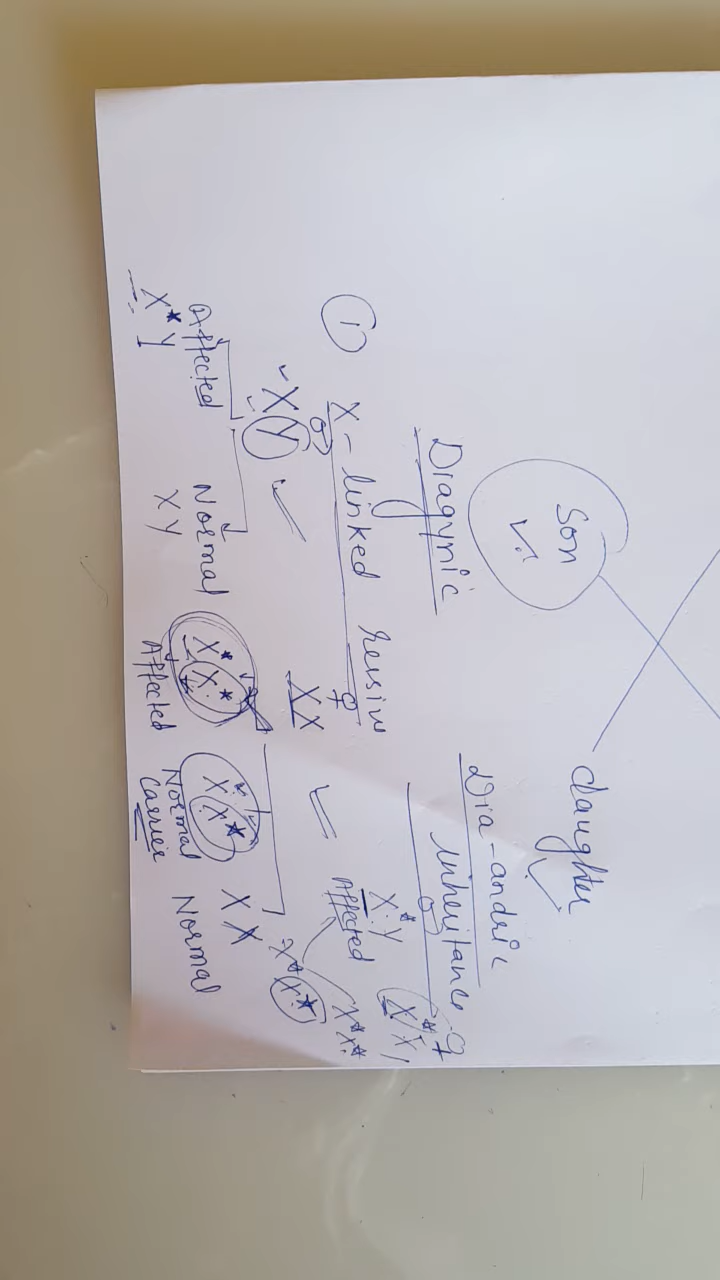 Son
daughter
Diagynic
Dia-andric
inheritance
① X-linked
♂ ♀
XY XX
X*Y
Affected
X*X*
Affected Normal
X*Y XY
X*X* XX* XX
Affected Normal Normal
Carrier